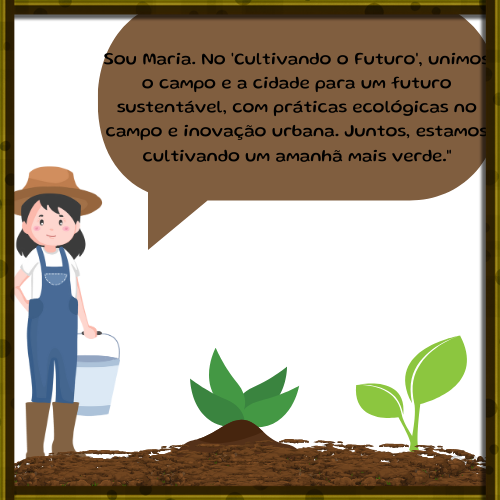 Sou Maria. No 'Cultivando o Futuro', unimos
o campo e a cidade para um futuro
sustentável, com práticas ecológicas no
campo e inovação urbana. Juntos, estamos
cultivando um amanhã mais verde."